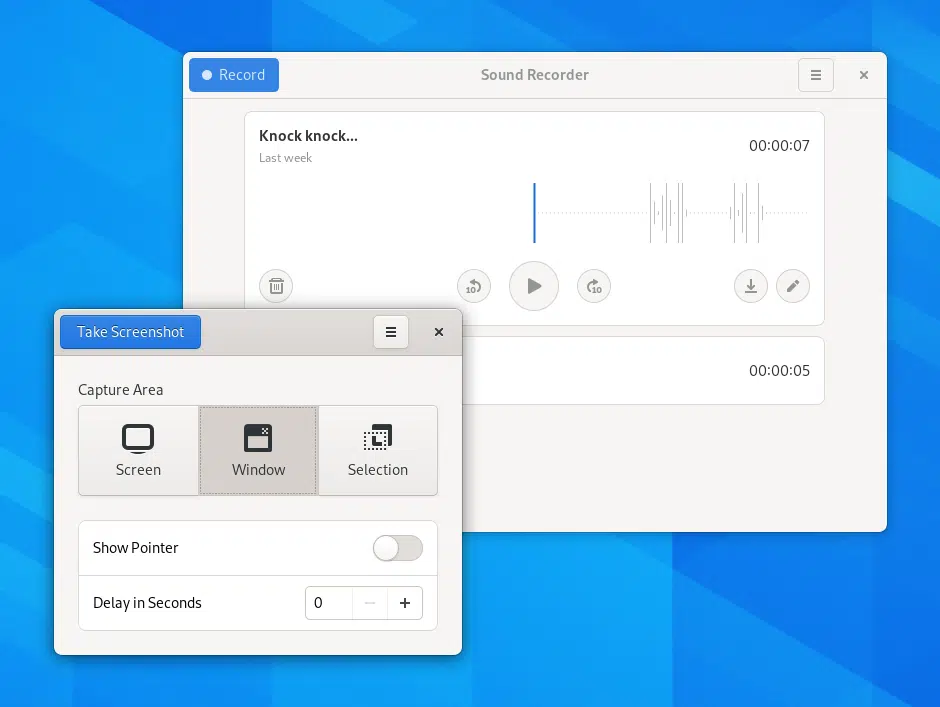 Record
Sound Recorder
Knock knock...
Last week
00:00:07
10
10
00:00:05
Take Screenshot
Capture Area
Screen
Window
Selection
Show Pointer
Delay in Seconds
0